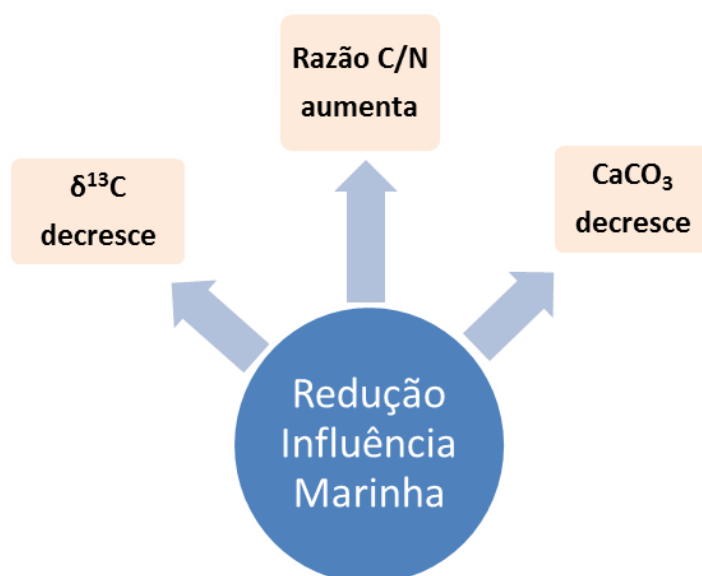 Razão C/N
aumenta
δ¹³C
decresce
CaCO₃
decresce
Redução
Influência
Marinha